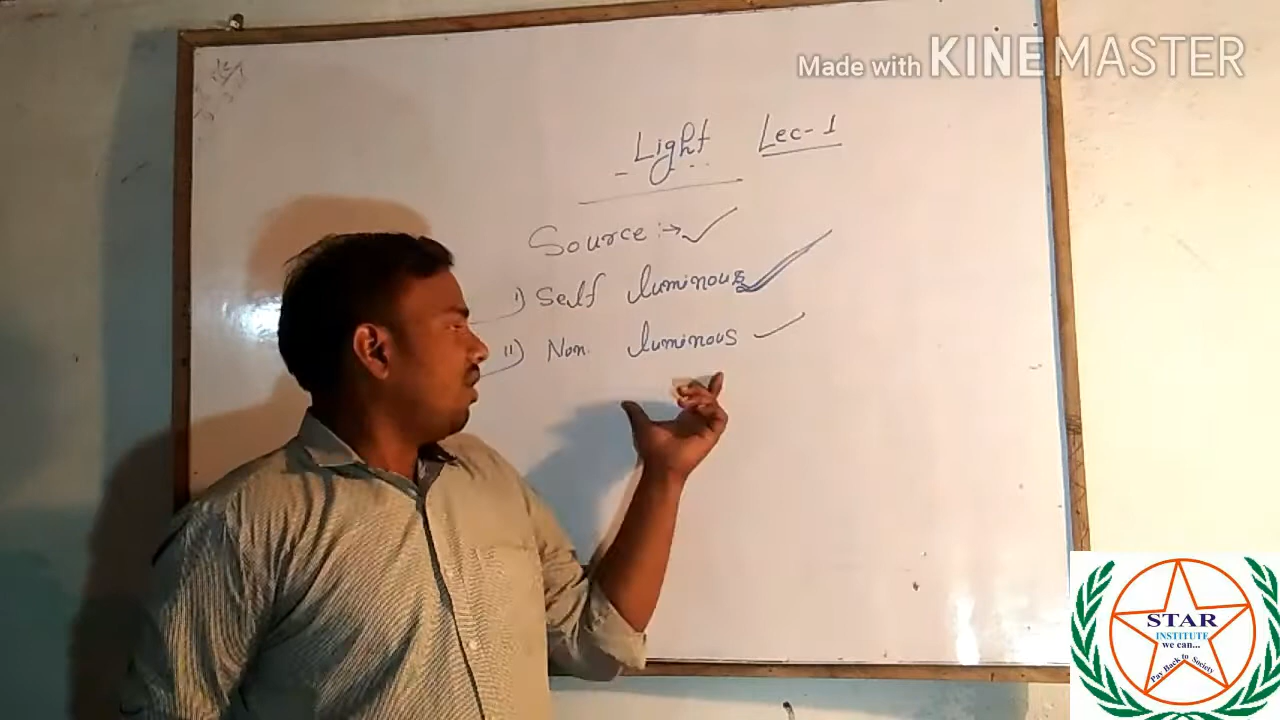 Made with KINEMASTER
Light Lec-1
Source :→
i) Self luminous
ii) Non. luminous
STAR
INSTITUTE
we can...
Pay Back to Society